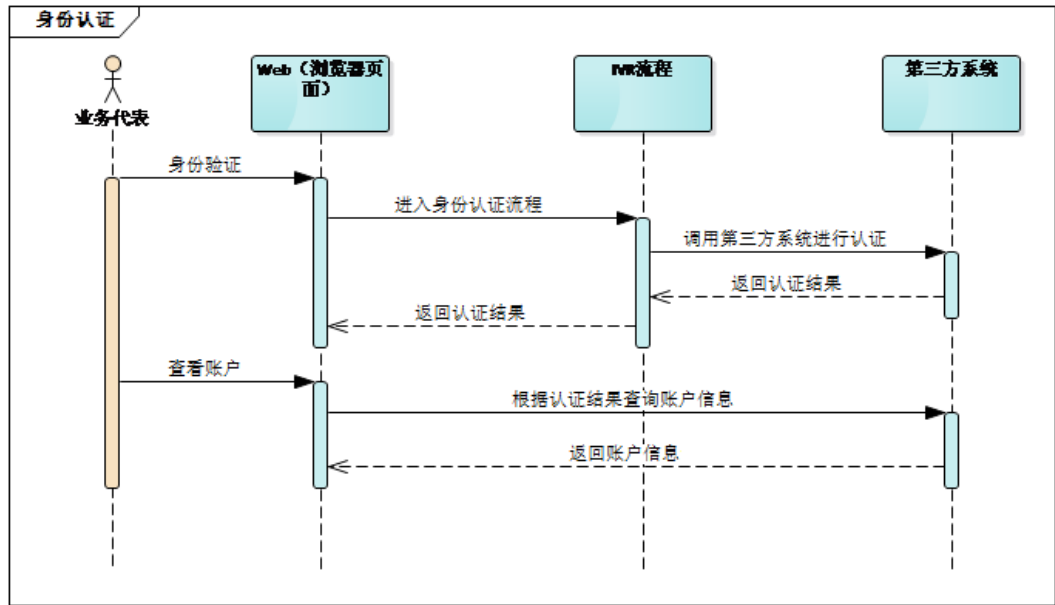 身份认证
Web（浏览器页
面）
IVR流程
第三方系统
业务代表
身份验证
进入身份认证流程
调用第三方系统进行认证
返回认证结果
返回认证结果
查看账户
根据认证结果查询账户信息
返回账户信息